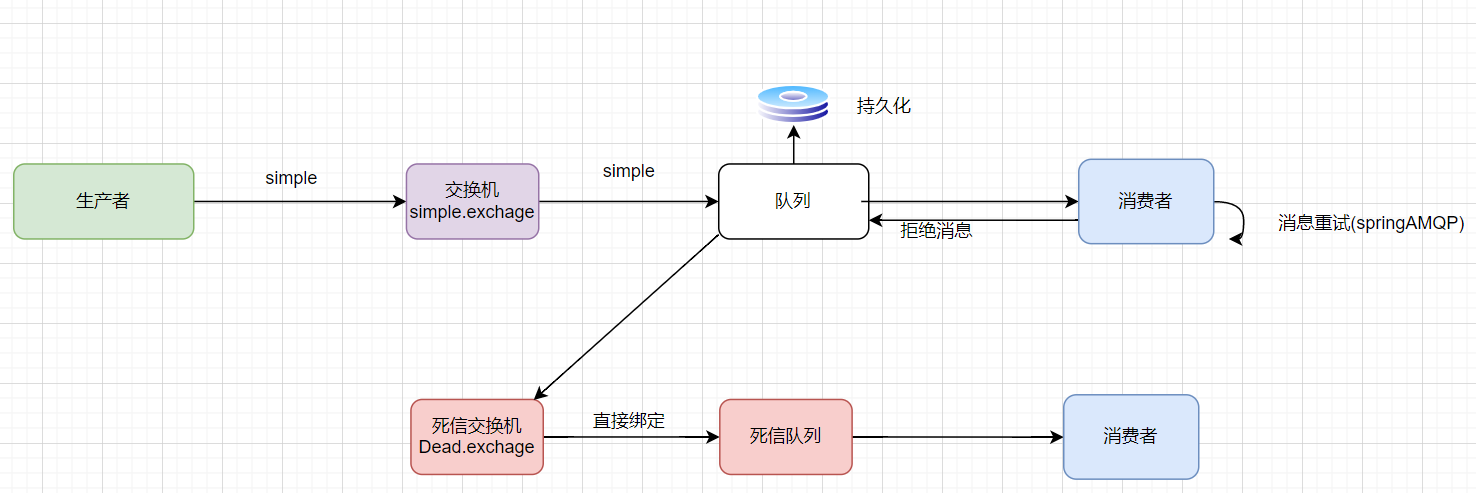 持久化
simple
simple
生产者
交换机
simple.exchage
队列
消费者
拒绝消息
消息重试(springAMQP)
死信交换机
Dead.exchage
直接绑定
死信队列
消费者